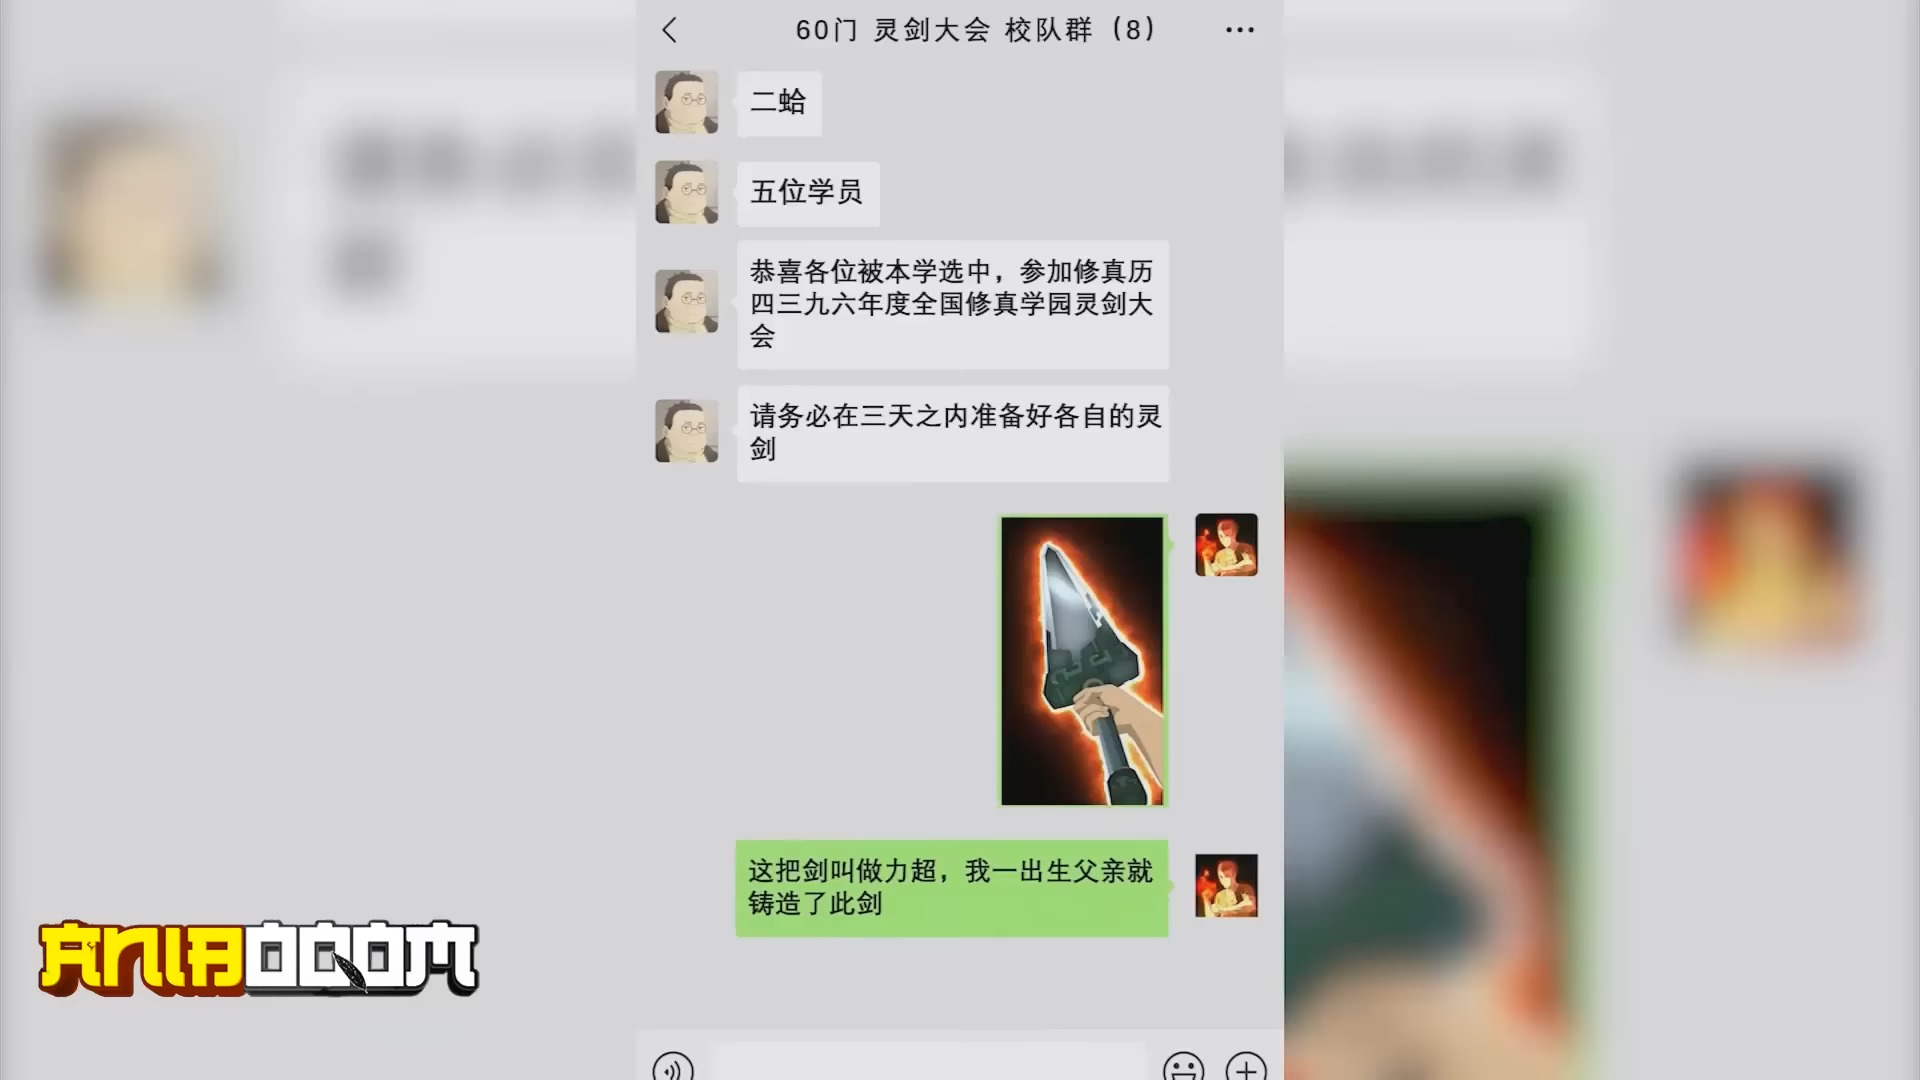 60门 灵剑大会 校队群（8）
二蛤
五位学员
恭喜各位被本学选中，参加修真历
四三九六年度全国修真学园灵剑大
会
请务必在三天之内准备好各自的灵
剑
这把剑叫做力超，我一出生父亲就
铸造了此剑